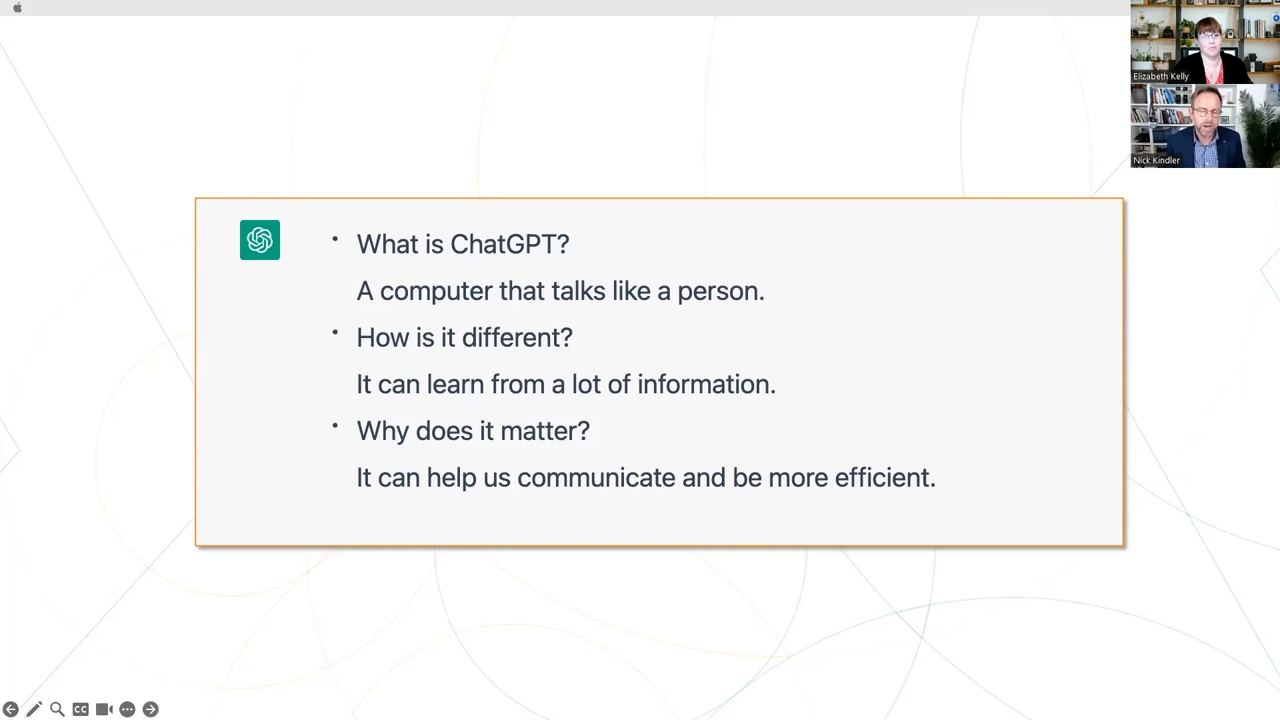 Elizabeth Kelly
Nick Kindler
• What is ChatGPT?
A computer that talks like a person.
• How is it different?
It can learn from a lot of information.
• Why does it matter?
It can help us communicate and be more efficient.
CC